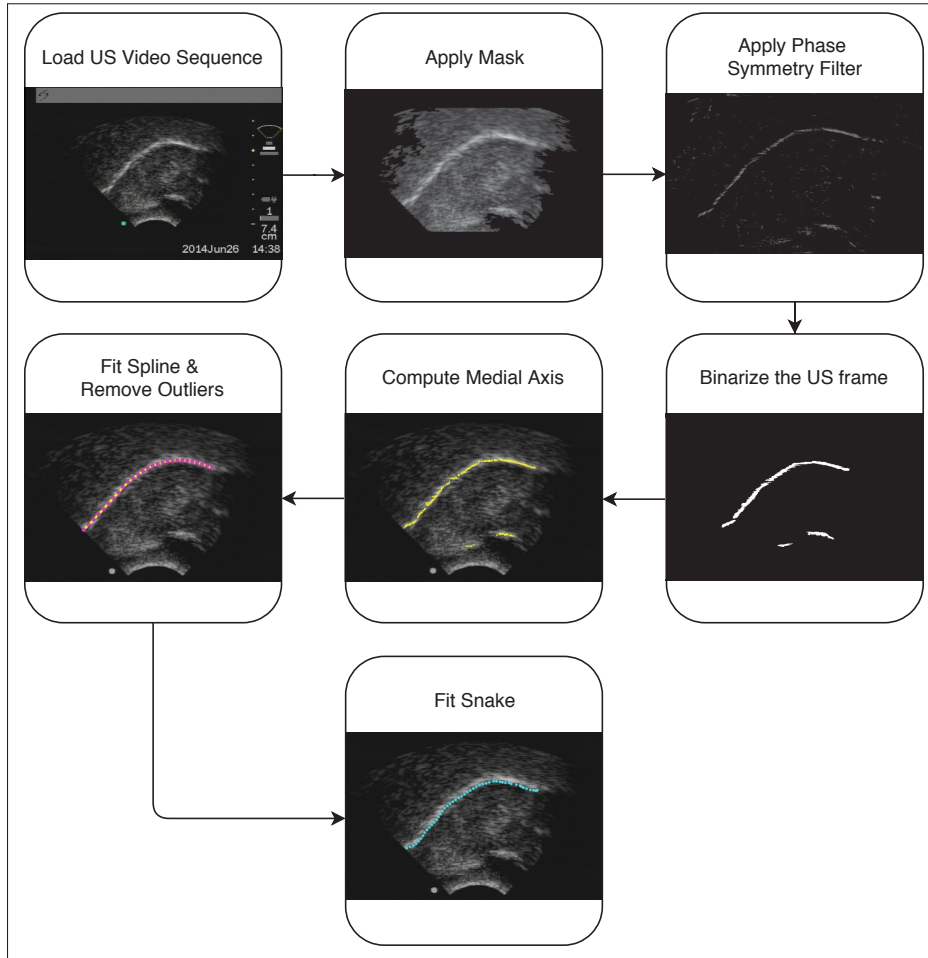 Load US Video Sequence
Apply Mask
Apply Phase
Symmetry Filter
1
7.4
cm
2014Jun26 14:38
Fit Spline &
Remove Outliers
Compute Medial Axis
Binarize the US frame
Fit Snake